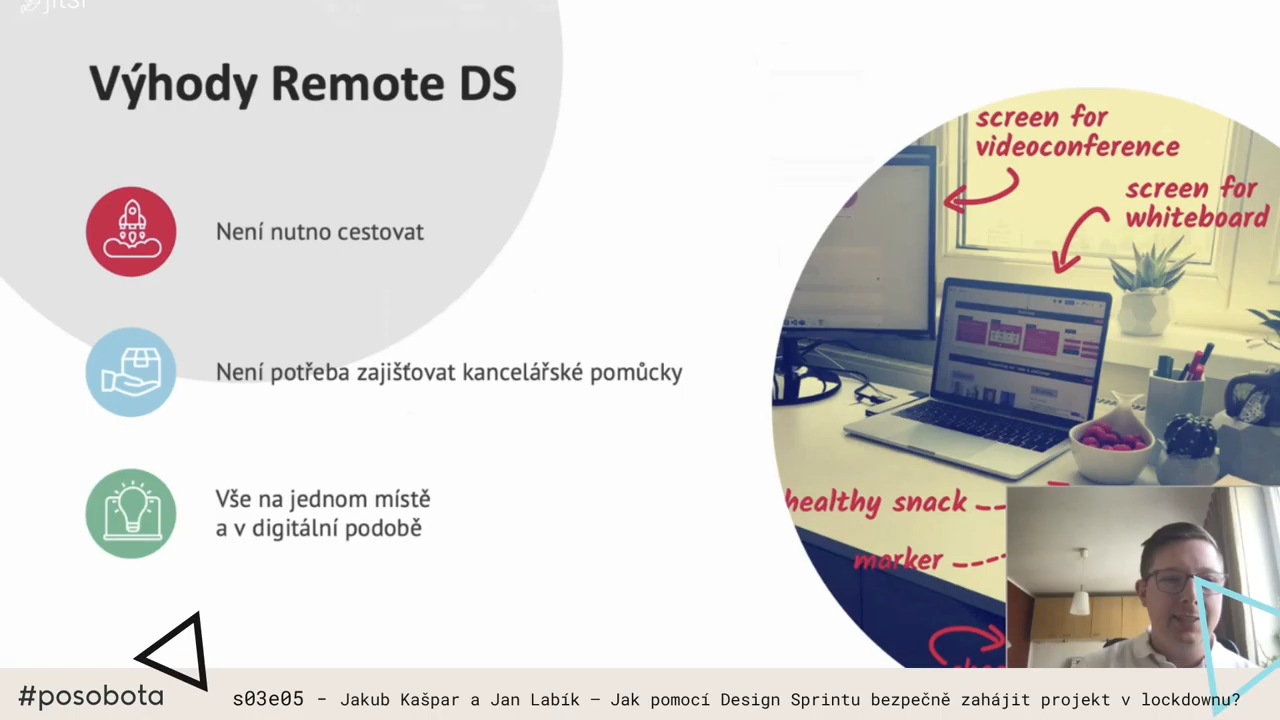 jitsi
Výhody Remote DS
Není nutno cestovat
Není potřeba zajišťovat kancelářské pomůcky
Vše na jednom místě
a v digitální podobě
screen for
videoconference
screen for
whiteboard
healthy snack
marker
#posobota
s03e05 – Jakub Kašpar a Jan Labík – Jak pomocí Design Sprintu bezpečně zahájit projekt v lockdownu?